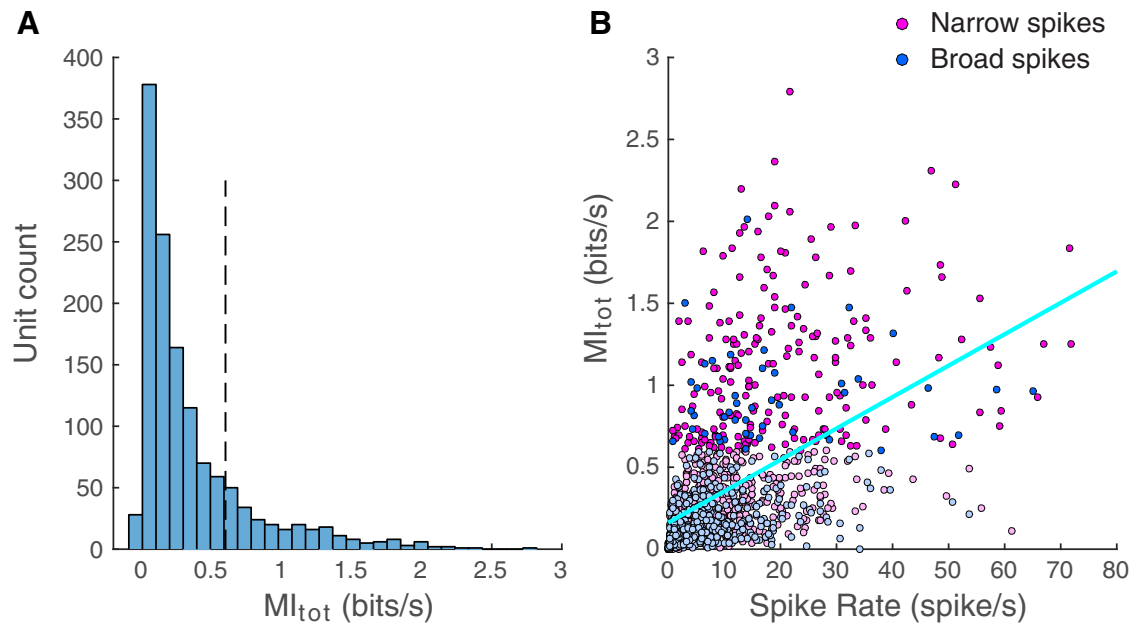 A
400
350
300
250
200
150
100
50
0
Unit count
0 0.5 1 1.5 2 2.5 3
MItot (bits/s)
B
Narrow spikes
Broad spikes
3
2.5
2
1.5
1
0.5
0
MItot (bits/s)
0 10 20 30 40 50 60 70 80
Spike Rate (spike/s)